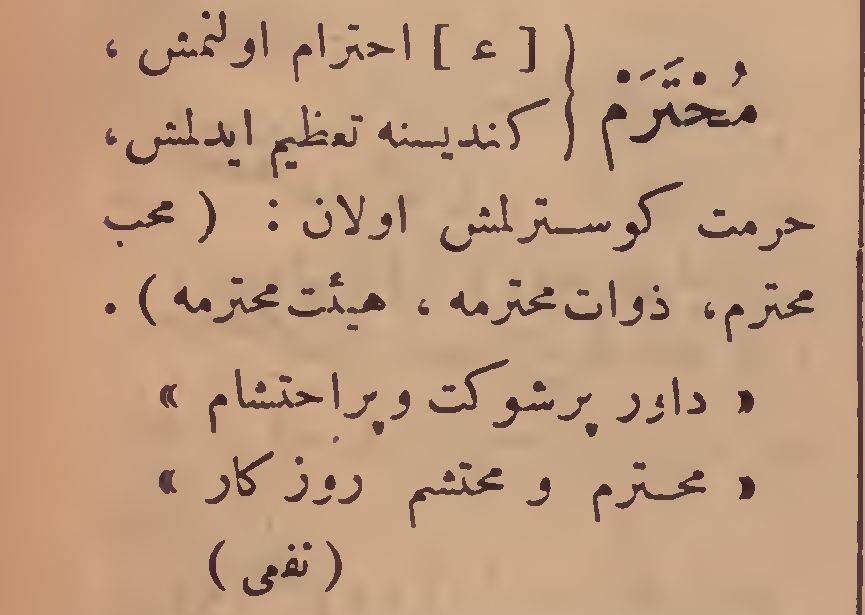 مُحْتَرَمْ { [ ع ] احترام اولنمش ،
كنديسنه تعظيم ايدلمش،
حرمت كوسترلمش اولان : ( محب
محترم، ذوات محترمه ، هيئت محترمه ) .
« داور پرشوكت وپراحتشام »
« محترم و محتشم روزكار »
( نفعی )